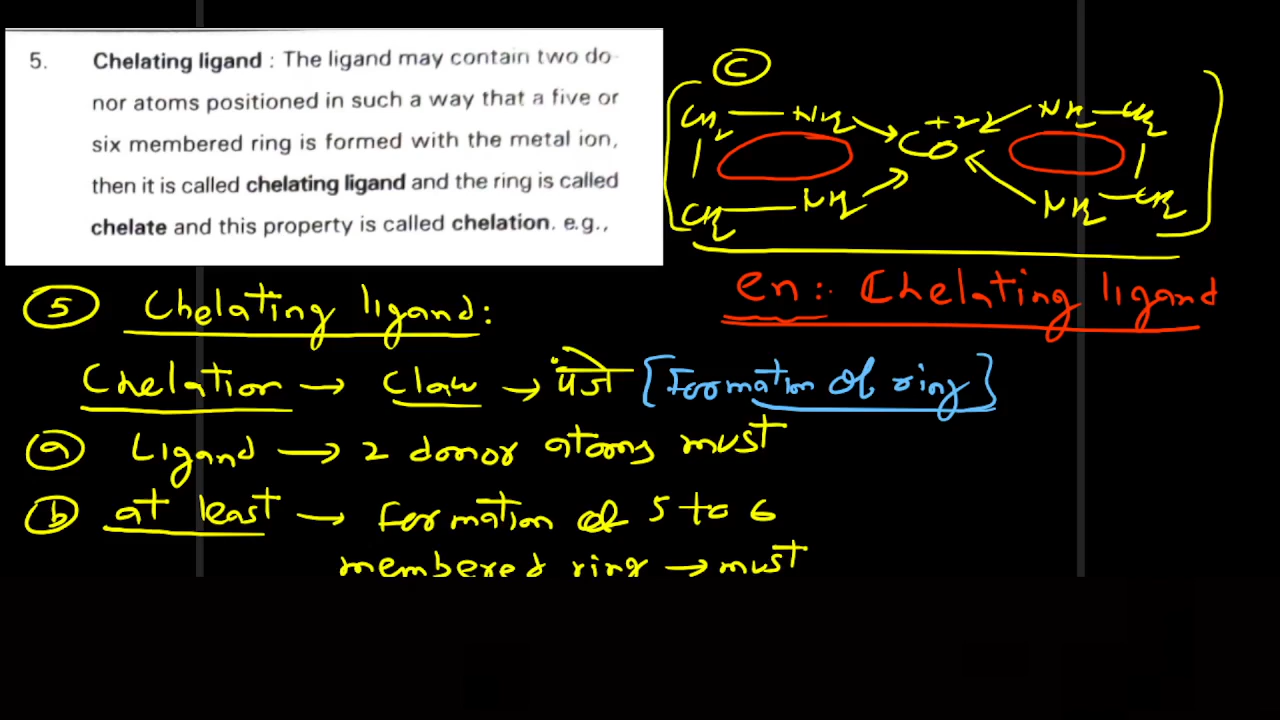 5. Chelating ligand : The ligand may contain two do-
nor atoms positioned in such a way that a five or
six membered ring is formed with the metal ion,
then it is called chelating ligand and the ring is called
chelate and this property is called chelation. e.g.,
C
CH2 NH2 CO +2 NH2 CH2
CH2 NH2 NH2 CH2
en: Chelating ligand
5 Chelating ligand:
Chelation → Claw → पंजा [Formation of ring]
a Ligand → 2 donor atoms must
b at least → Formation of 5 to 6
membered ring → must